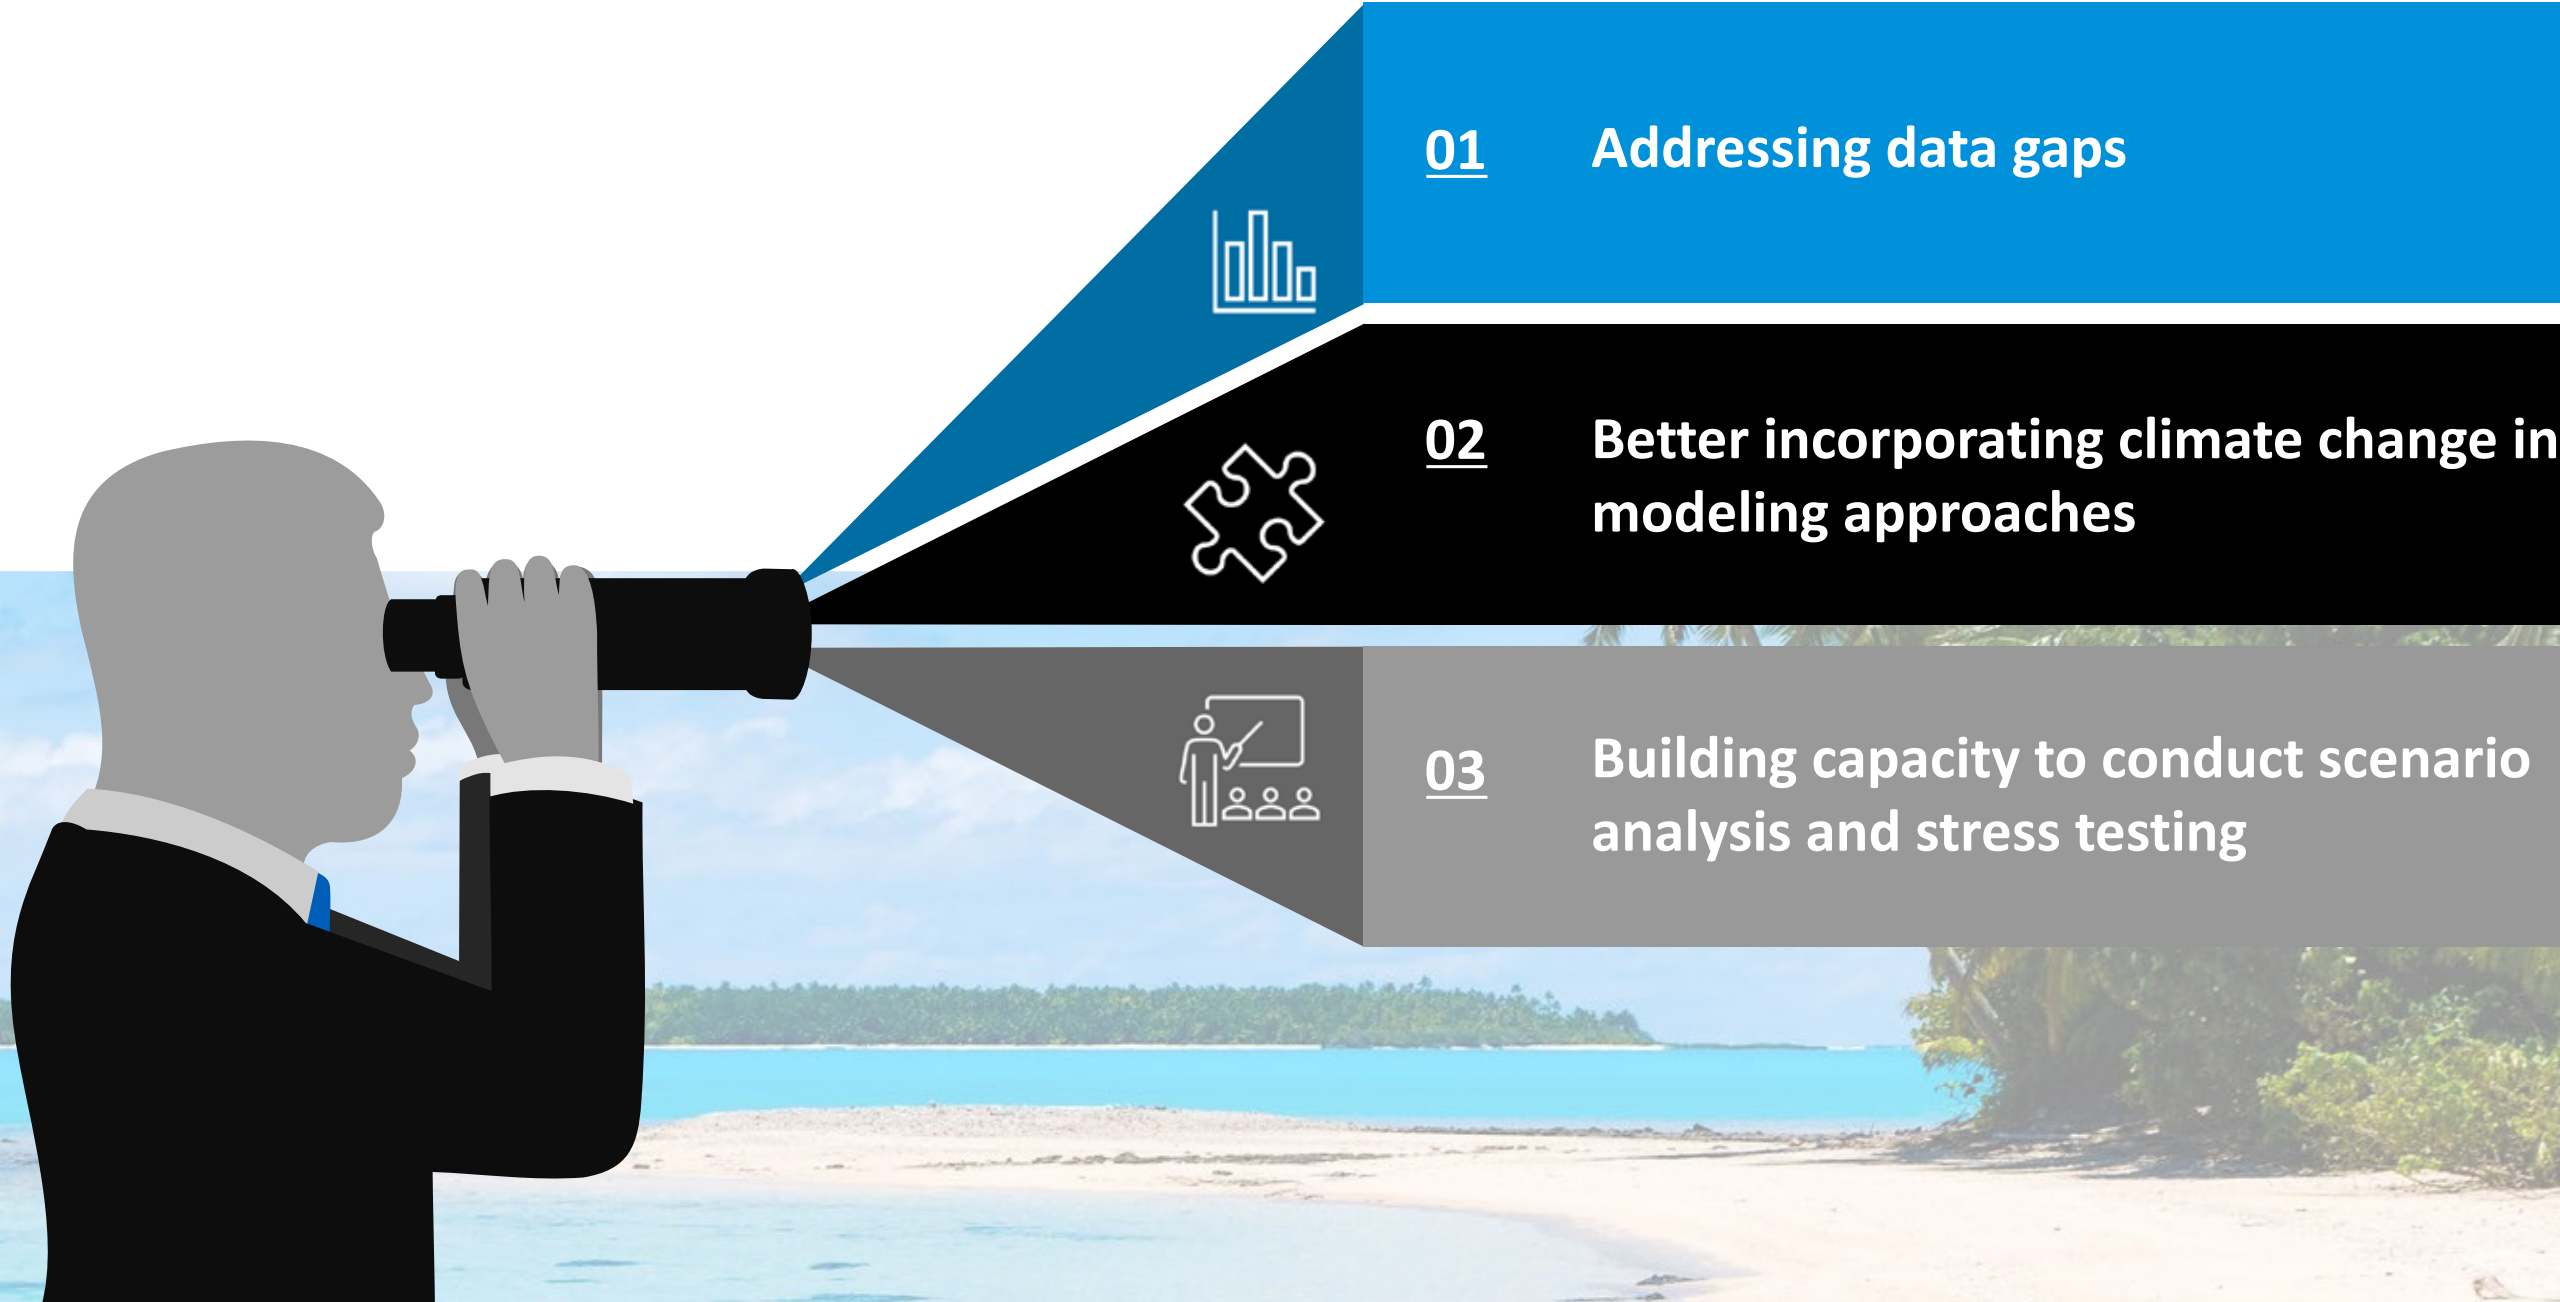 01 Addressing data gaps
02 Better incorporating climate change in
modeling approaches
03 Building capacity to conduct scenario
analysis and stress testing